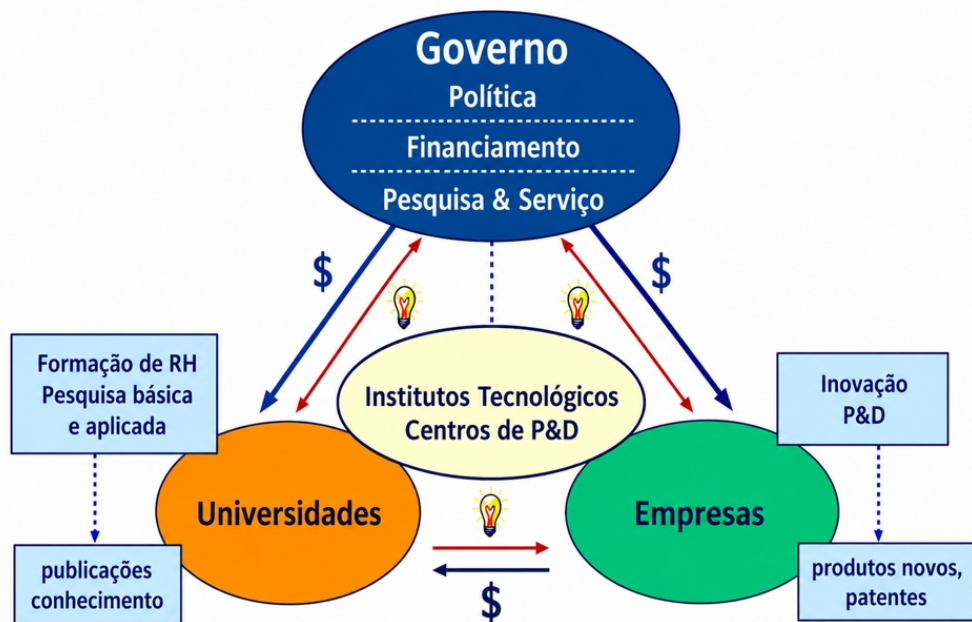 Governo
Política
Financiamento
Pesquisa & Serviço
$
$
Formação de RH
Pesquisa básica
e aplicada
Institutos Tecnológicos
Centros de P&D
Inovação
P&D
Universidades
Empresas
publicações
conhecimento
$
produtos novos,
patentes